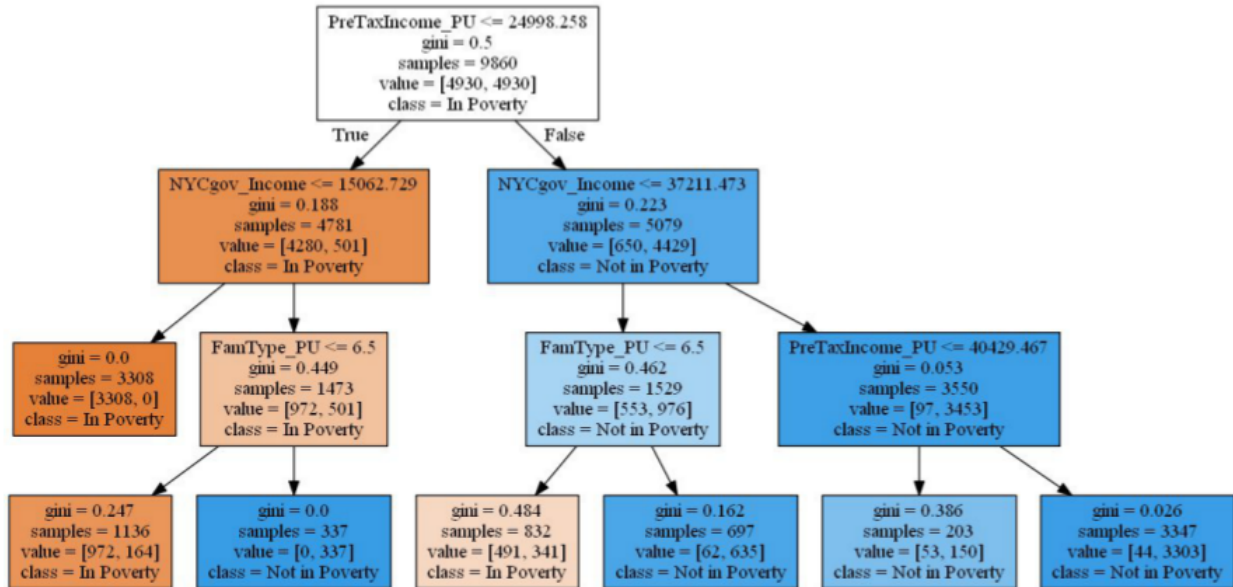 PreTaxIncome_PU <= 24998.258
gini = 0.5
samples = 9860
value = [4930, 4930]
class = In Poverty
True
False
NYCgov_Income <= 15062.729
gini = 0.188
samples = 4781
value = [4280, 501]
class = In Poverty
NYCgov_Income <= 37211.473
gini = 0.223
samples = 5079
value = [650, 4429]
class = Not in Poverty
gini = 0.0
samples = 3308
value = [3308, 0]
class = In Poverty
FamType_PU <= 6.5
gini = 0.449
samples = 1473
value = [972, 501]
class = In Poverty
FamType_PU <= 6.5
gini = 0.462
samples = 1529
value = [553, 976]
class = Not in Poverty
PreTaxIncome_PU <= 40429.467
gini = 0.053
samples = 3550
value = [97, 3453]
class = Not in Poverty
gini = 0.247
samples = 1136
value = [972, 164]
class = In Poverty
gini = 0.0
samples = 337
value = [0, 337]
class = Not in Poverty
gini = 0.484
samples = 832
value = [491, 341]
class = In Poverty
gini = 0.162
samples = 697
value = [62, 635]
class = Not in Poverty
gini = 0.386
samples = 203
value = [53, 150]
class = Not in Poverty
gini = 0.026
samples = 3347
value = [44, 3303]
class = Not in Poverty